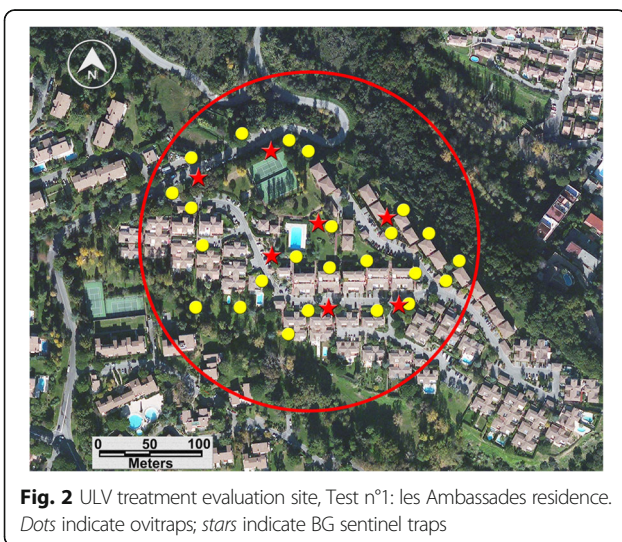 N
0 50 100
Meters
Fig. 2 ULV treatment evaluation site, Test n°1: les Ambassades residence.
Dots indicate ovitraps; stars indicate BG sentinel traps